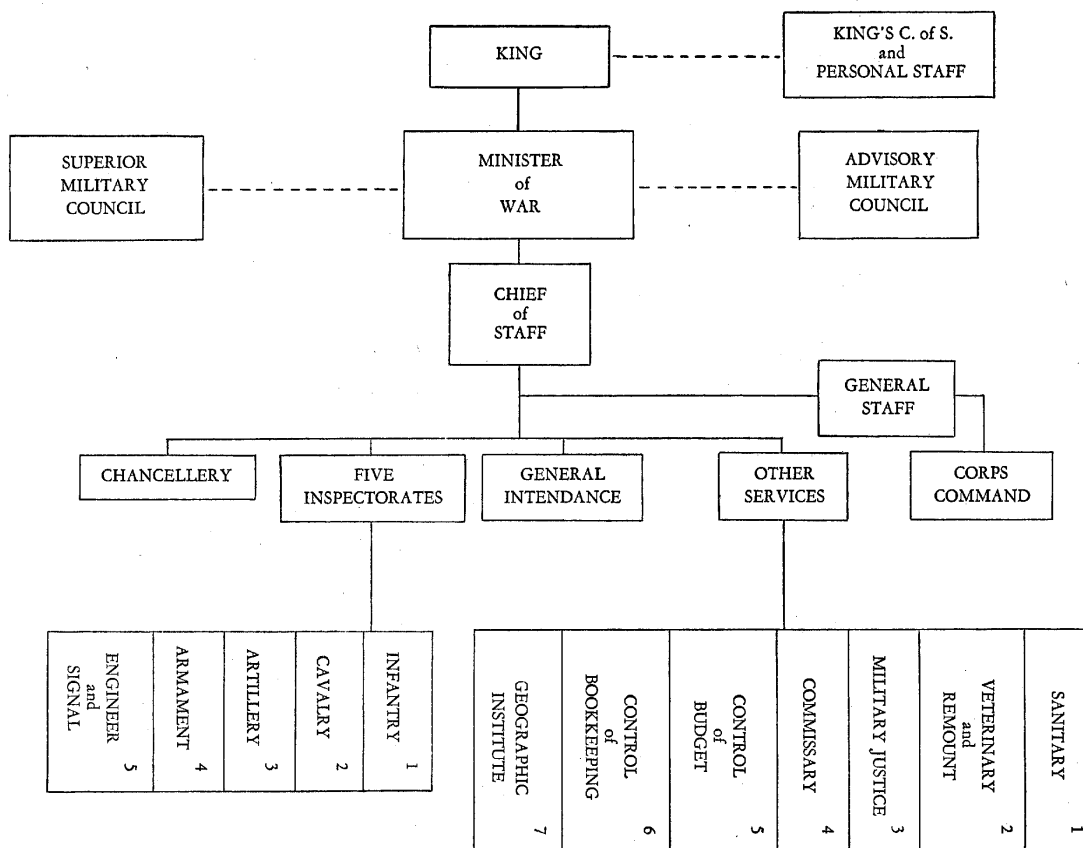 KING
KING'S C. of S.
and
PERSONAL STAFF
SUPERIOR
MILITARY
COUNCIL
MINISTER
of
WAR
ADVISORY
MILITARY
COUNCIL
CHIEF
of
STAFF
GENERAL
STAFF
CHANCELLERY
FIVE
INSPECTORATES
GENERAL
INTENDANCE
OTHER
SERVICES
CORPS
COMMAND
ENGINEER
and
SIGNAL
5
ARMAMENT 4
ARTILLERY 3
CAVALRY 2
INFANTRY 1
GEOGRAPHIC
INSTITUTE
7
CONTROL
of
BOOKKEEPING
6
CONTROL
of
BUDGET
5
COMMISSARY 4
MILITARY JUSTICE 3
VETERINARY
and
REMOUNT
2
SANITARY 1